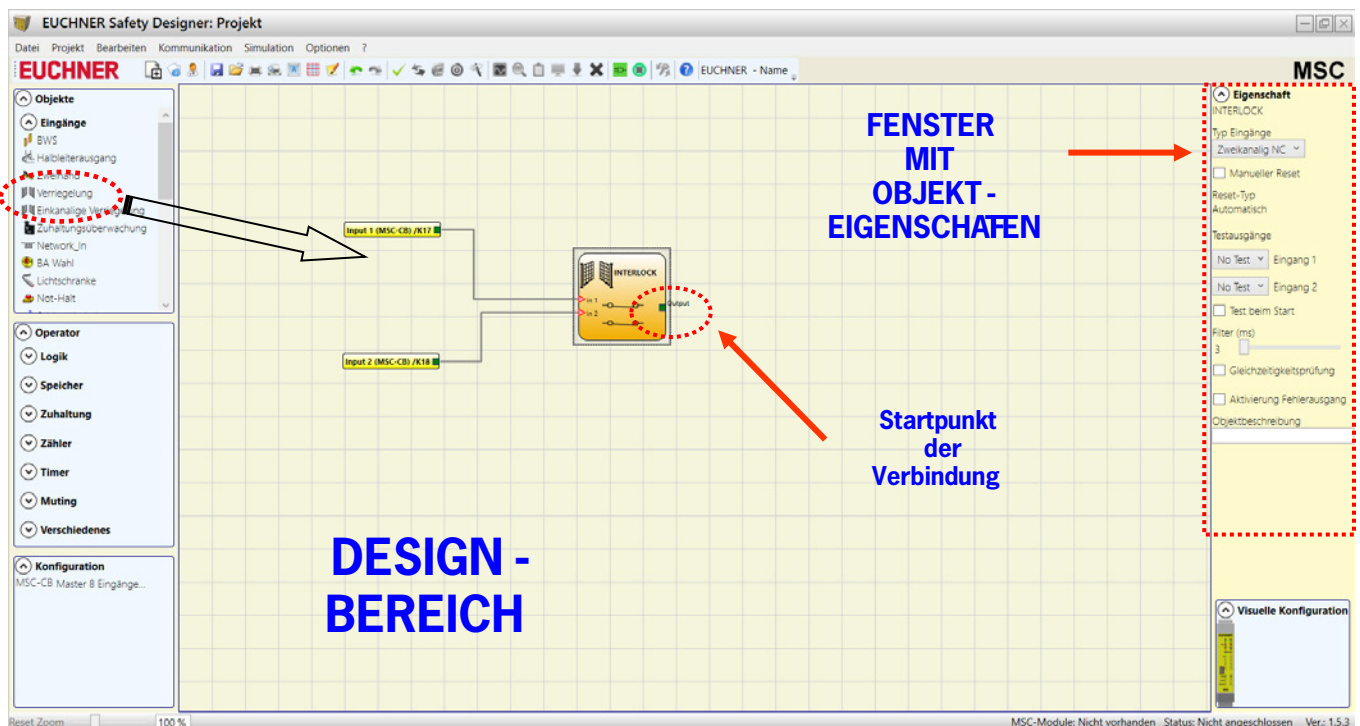 EUCHNER Safety Designer: Projekt
Datei Projekt Bearbeiten Kommunikation Simulation Optionen ?
EUCHNER
EUCHNER - Name
MSC
Objekte
Eingänge
BWS
Halbleiterausgang
Zweihand
Verriegelung
Einkanalige Verriegelung
Zuhaltungsüberwachung
Network_In
BA Wahl
Lichtschranke
Not-Halt
Operator
Logik
Speicher
Zuhaltung
Zähler
Timer
Muting
Verschiedenes
Konfiguration
MSC-CB Master 8 Eingänge...
Input 1 (MSC-CB) /K17
Input 2 (MSC-CB) /K18
INTERLOCK
In 1
In 2
Output
FENSTER
MIT
OBJEKT -
EIGENSCHAFTEN
Startpunkt
der
Verbindung
DESIGN -
BEREICH
Eigenschaft
INTERLOCK
Typ Eingänge
Zweikanalig NC
Manueller Reset
Reset-Typ
Automatisch
Testausgänge
No Test Eingang 1
No Test Eingang 2
Test beim Start
Filter (ms)
3
Gleichzeitigkeitsprüfung
Aktivierung Fehlerausgang
Objektbeschreibung
Visuelle Konfiguration
Reset Zoom 100 %
MSC-Module: Nicht vorhanden Status: Nicht angeschlossen Ver.: 1.5.3